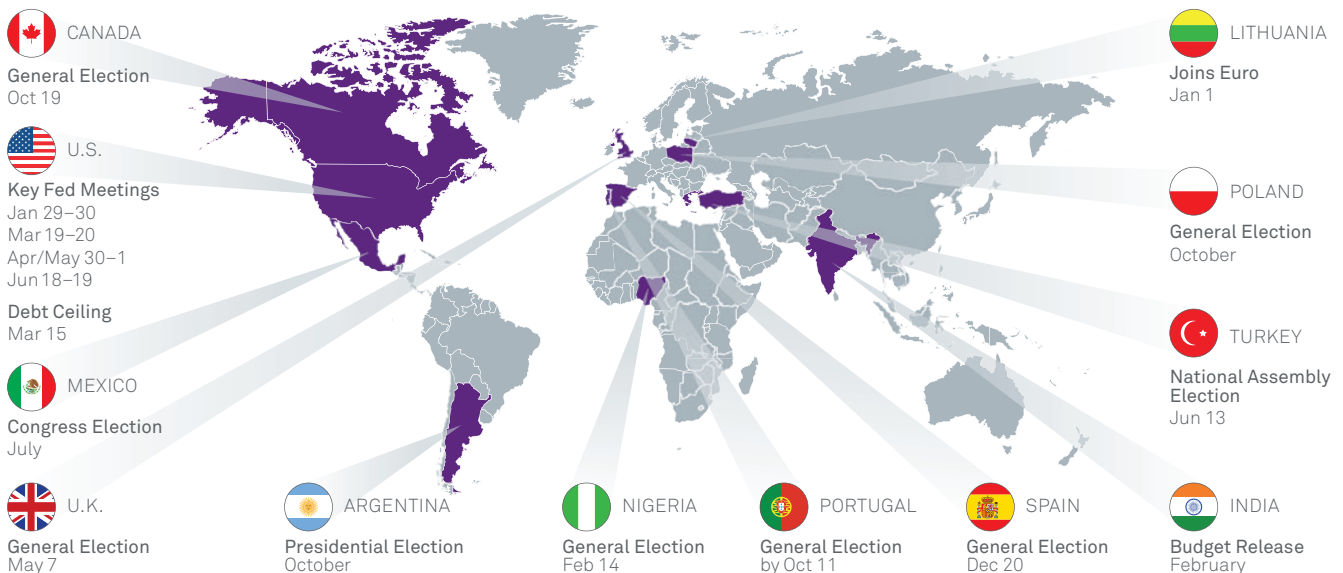 CANADA
General Election
Oct 19
U.S.
Key Fed Meetings
Jan 29–30
Mar 19–20
Apr/May 30–1
Jun 18–19
Debt Ceiling
Mar 15
MEXICO
Congress Election
July
U.K.
General Election
May 7
ARGENTINA
Presidential Election
October
NIGERIA
General Election
Feb 14
PORTUGAL
General Election
by Oct 11
SPAIN
General Election
Dec 20
LITHUANIA
Joins Euro
Jan 1
POLAND
General Election
October
TURKEY
National Assembly
Election
Jun 13
INDIA
Budget Release
February